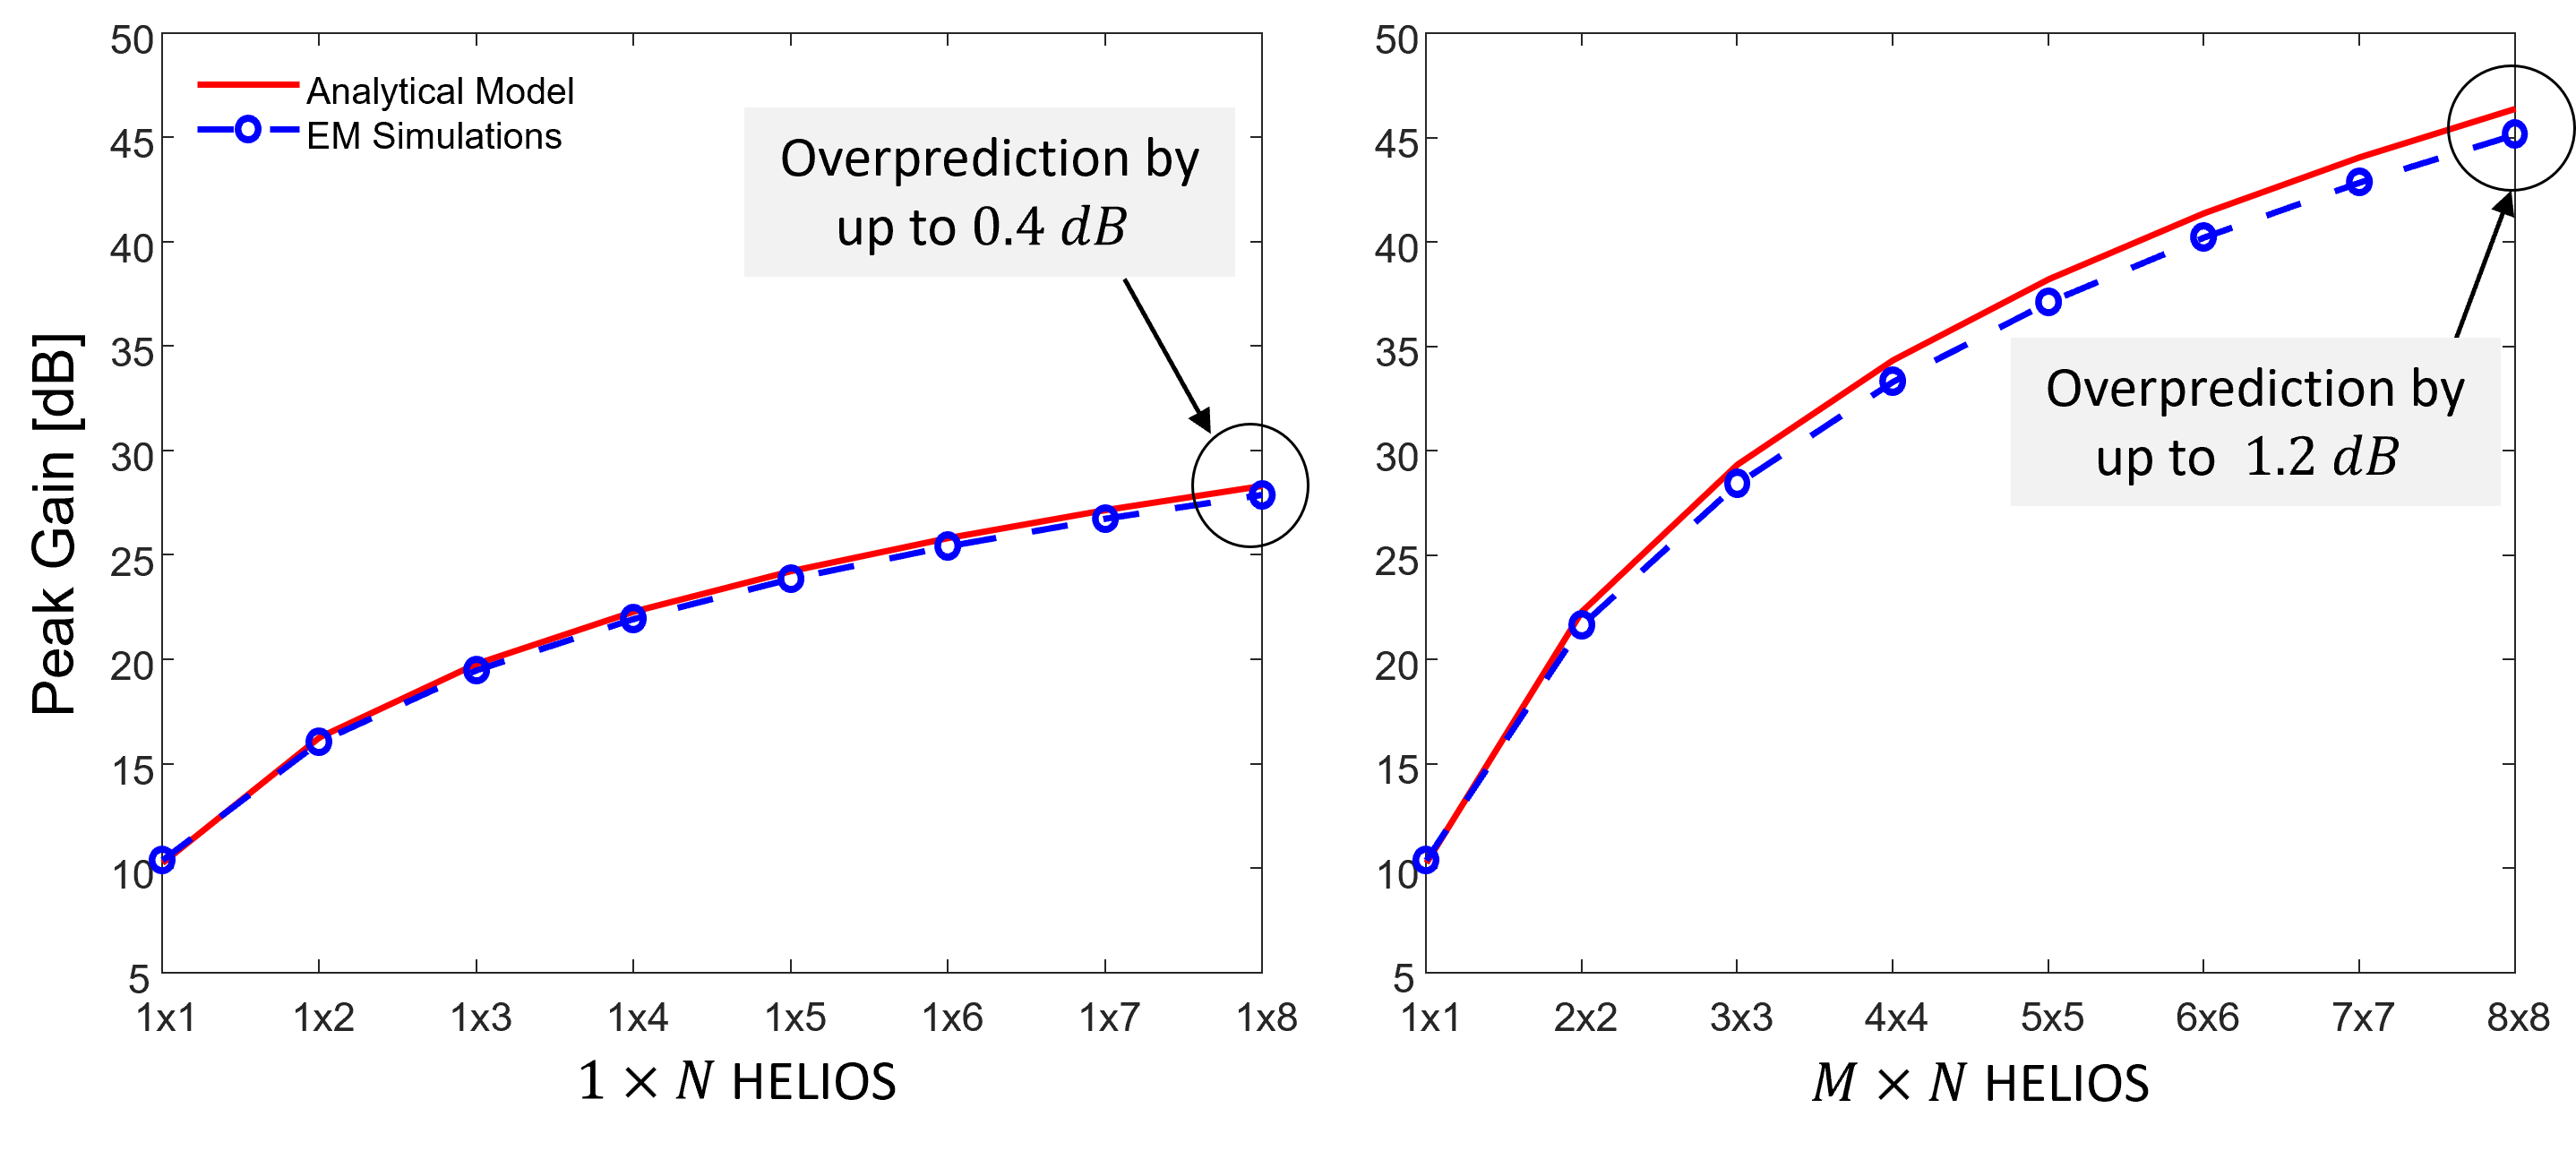 Peak Gain [dB]
50
45
40
35
30
25
20
15
10
5
Analytical Model
EM Simulations
Overprediction by
up to 0.4 dB
1x1 1x2 1x3 1x4 1x5 1x6 1x7 1x8
1 × N HELIOS
50
45
40
35
30
25
20
15
10
5
Overprediction by
up to 1.2 dB
1x1 2x2 3x3 4x4 5x5 6x6 7x7 8x8
M × N HELIOS